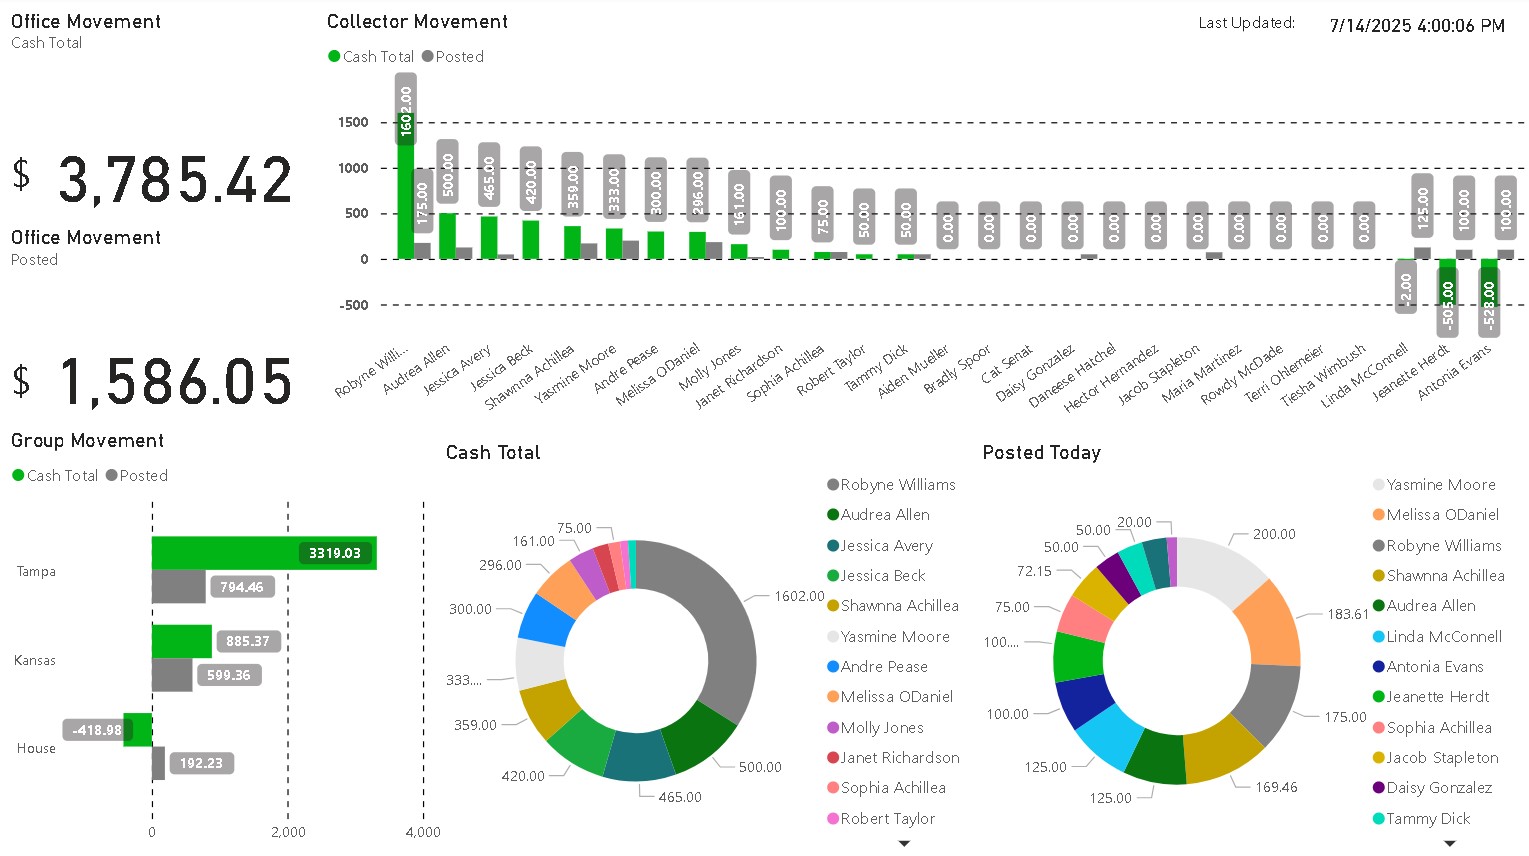 Office Movement
Cash Total
$ 3,785.42
Office Movement
Posted
$ 1,586.05
Collector Movement
Last Updated: 7/14/2025 4:00:06 PM
Cash Total Posted
1500
1000
500
0
-500
1602.00
175.00
500.00
465.00
420.00
359.00
333.00
300.00
296.00
161.00
100.00
75.00
50.00
50.00
0.00
0.00
0.00
0.00
0.00
0.00
0.00
0.00
0.00
0.00
0.00
-2.00
125.00
-505.00
100.00
-528.00
100.00
Robyne Willi...
Audrea Allen
Jessica Avery
Jessica Beck
Shawnna Achillea
Yasmine Moore
Andre Pease
Melissa ODaniel
Molly Jones
Janet Richardson
Sophia Achillea
Robert Taylor
Tammy Dick
Aiden Mueller
Bradly Spoor
Cat Senat
Daisy Gonzalez
Daneese Hatchel
Hector Hernandez
Jacob Stapleton
Maria Martinez
Rowdy McDade
Terri Ohlemeier
Tiesha Wimbush
Linda McConnell
Jeanette Herdt
Antonia Evans
Group Movement
Cash Total Posted
Tampa
3319.03
794.46
Kansas
885.37
599.36
House
-418.98
192.23
0 2,000 4,000
Cash Total
75.00
161.00
296.00
300.00
333....
359.00
420.00
465.00
500.00
1602.00
Robyne Williams
Audrea Allen
Jessica Avery
Jessica Beck
Shawnna Achillea
Yasmine Moore
Andre Pease
Melissa ODaniel
Molly Jones
Janet Richardson
Sophia Achillea
Robert Taylor
Posted Today
20.00
50.00
50.00
72.15
75.00
100....
100.00
125.00
125.00
169.46
175.00
183.61
200.00
Yasmine Moore
Melissa ODaniel
Robyne Williams
Shawnna Achillea
Audrea Allen
Linda McConnell
Antonia Evans
Jeanette Herdt
Sophia Achillea
Jacob Stapleton
Daisy Gonzalez
Tammy Dick